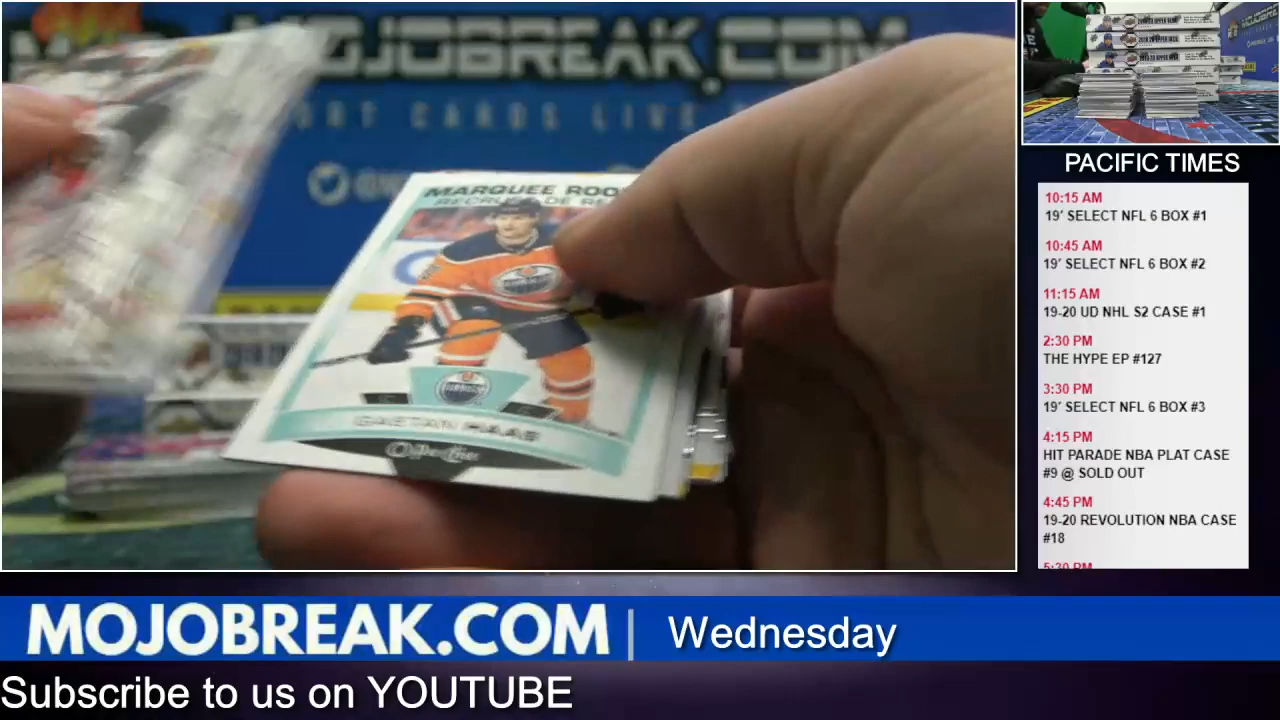 MOJOBREAK.COM
MARQUEE ROO
GAETAN HAAS
O-Pee-Chee
PACIFIC TIMES
10:15 AM
19' SELECT NFL 6 BOX #1
10:45 AM
19' SELECT NFL 6 BOX #2
11:15 AM
19-20 UD NHL S2 CASE #1
2:30 PM
THE HYPE EP #127
3:30 PM
19' SELECT NFL 6 BOX #3
4:15 PM
HIT PARADE NBA PLAT CASE
#9 @ SOLD OUT
4:45 PM
19-20 REVOLUTION NBA CASE
#18
5:30 PM
MOJOBREAK.COM | Wednesday
Subscribe to us on YOUTUBE